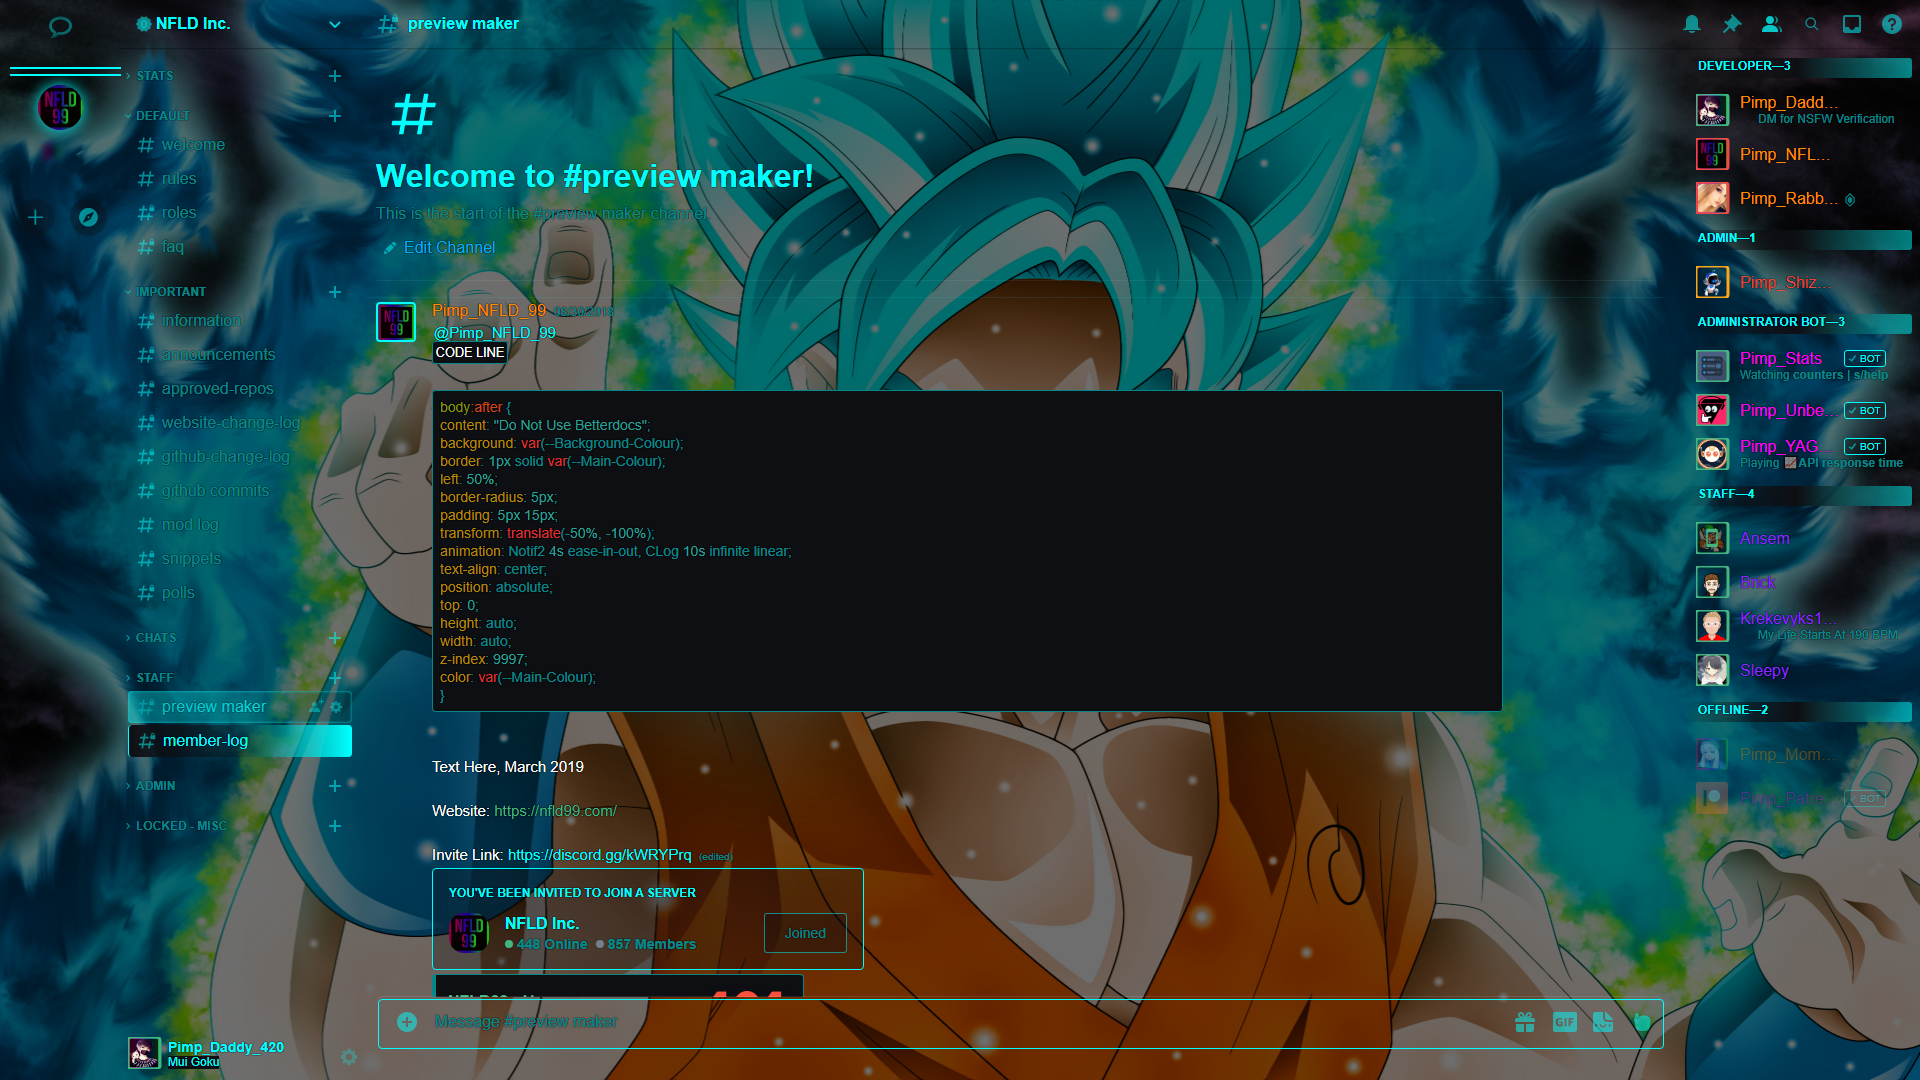 NFLD Inc.
STATS
DEFAULT
welcome
rules
roles
faq
IMPORTANT
information
announcements
approved-repos
website-change-log
github-change-log
github commits
mod log
snippets
polls
CHATS
STAFF
preview maker
member-log
ADMIN
LOCKED - MISC
Pimp_Daddy_420
Mui Goku
NFLD
99
preview maker
#
Welcome to #preview maker!
This is the start of the #preview maker channel.
Edit Channel
NFLD
99
Pimp_NFLD_99
@Pimp_NFLD_99
CODE LINE
body:after {
content: "Do Not Use Betterdocs";
background: var(--Background-Colour);
border: 1px solid var(--Main-Colour);
left: 50%;
border-radius: 5px;
padding: 5px 15px;
transform: translate(-50%, -100%);
animation: Notif2 4s ease-in-out, CLog 10s infinite linear;
text-align: center;
position: absolute;
top: 0;
height: auto;
width: auto;
z-index: 9997;
color: var(--Main-Colour);
}
Text Here, March 2019
Website: https://nfld99.com/
Invite Link: https://discord.gg/kWRYPrq (edited)
YOU'VE BEEN INVITED TO JOIN A SERVER
NFLD
99
NFLD Inc.
448 Online 857 Members
Joined
Message #preview maker
GIF
DEVELOPER—3
Pimp_Dadd...
DM for NSFW Verification
NFLD
99
Pimp_NFL...
Pimp_Rabb...
ADMIN—1
Pimp_Shiz...
ADMINISTRATOR BOT—3
Pimp_Stats ✓ BOT
Watching counters | s/help
Pimp_Unbe... ✓ BOT
Pimp_YAG ✓ BOT
Playing API response time
STAFF—4
Ansem
Brick
Krekevyks1...
My Life Starts At 190 BPM
Sleepy
OFFLINE—2
Pimp_Mom...
Pimp_Patre... ✓ BOT